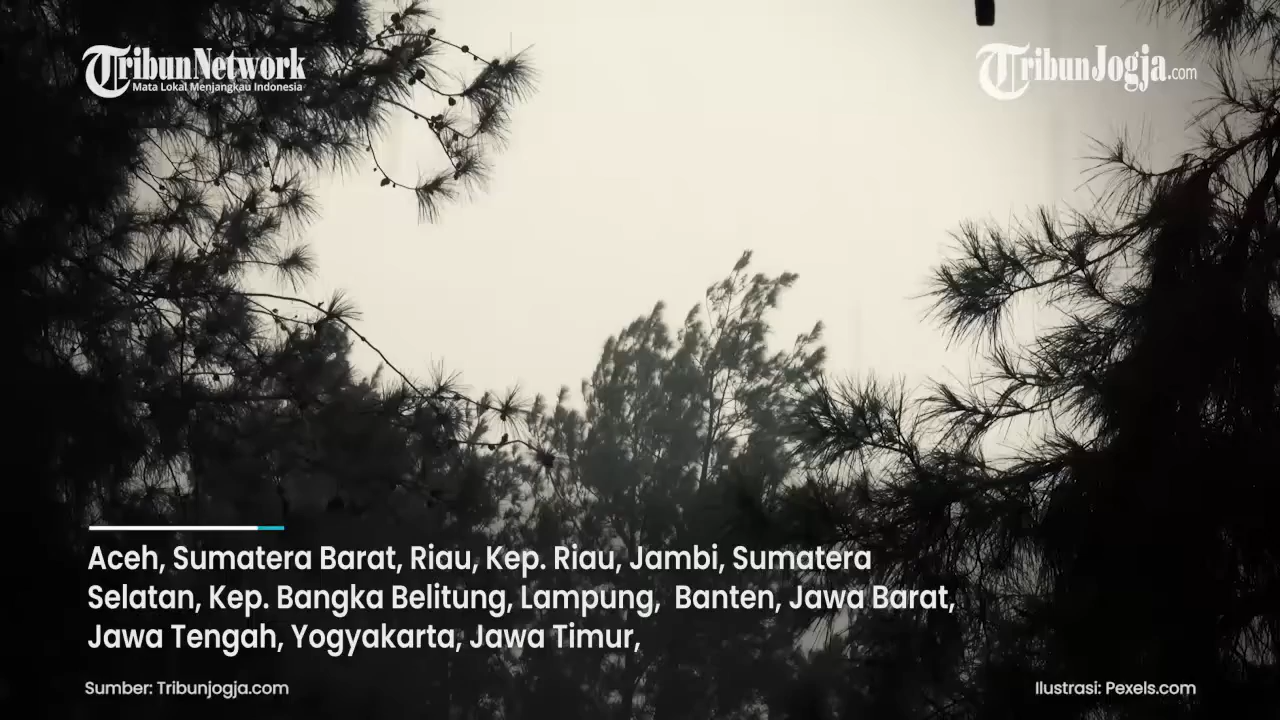 TribunNetwork
Mata Lokal Menjangkau Indonesia
TribunJogja.com
Aceh, Sumatera Barat, Riau, Kep. Riau, Jambi, Sumatera
Selatan, Kep. Bangka Belitung, Lampung,  Banten, Jawa Barat,
Jawa Tengah, Yogyakarta, Jawa Timur,
Sumber: Tribunjogja.com
Ilustrasi: Pexels.com